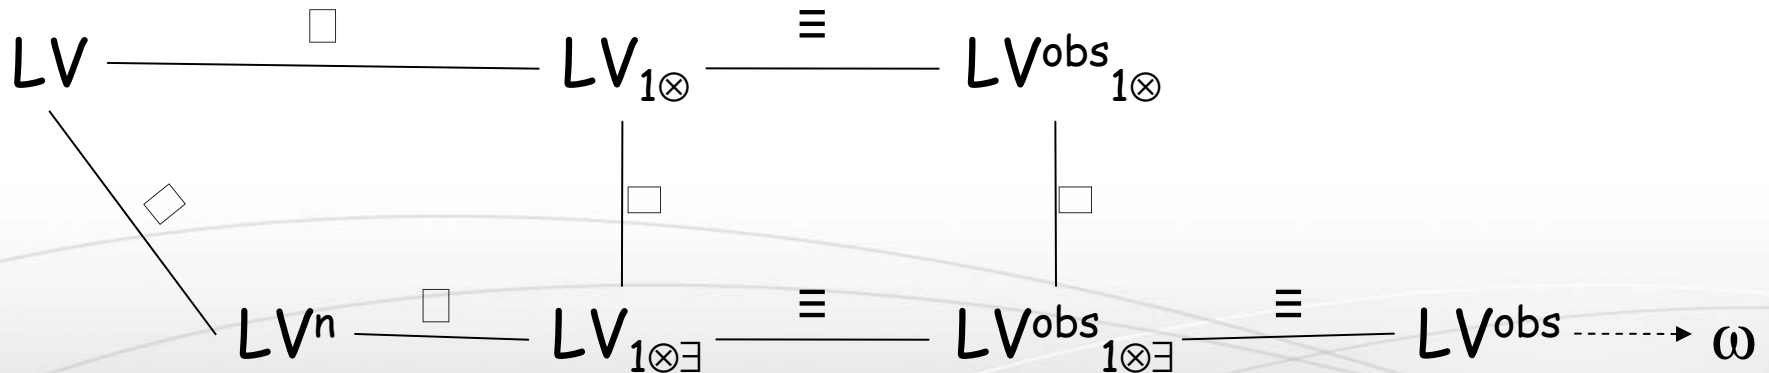 □ ≡
LV LV₁⊗ LVᵒᵇˢ₁⊗
□ □ □
□ ≡ ≡
LVⁿ LV₁⊗∃ LVᵒᵇˢ₁⊗∃ LVᵒᵇˢ ω